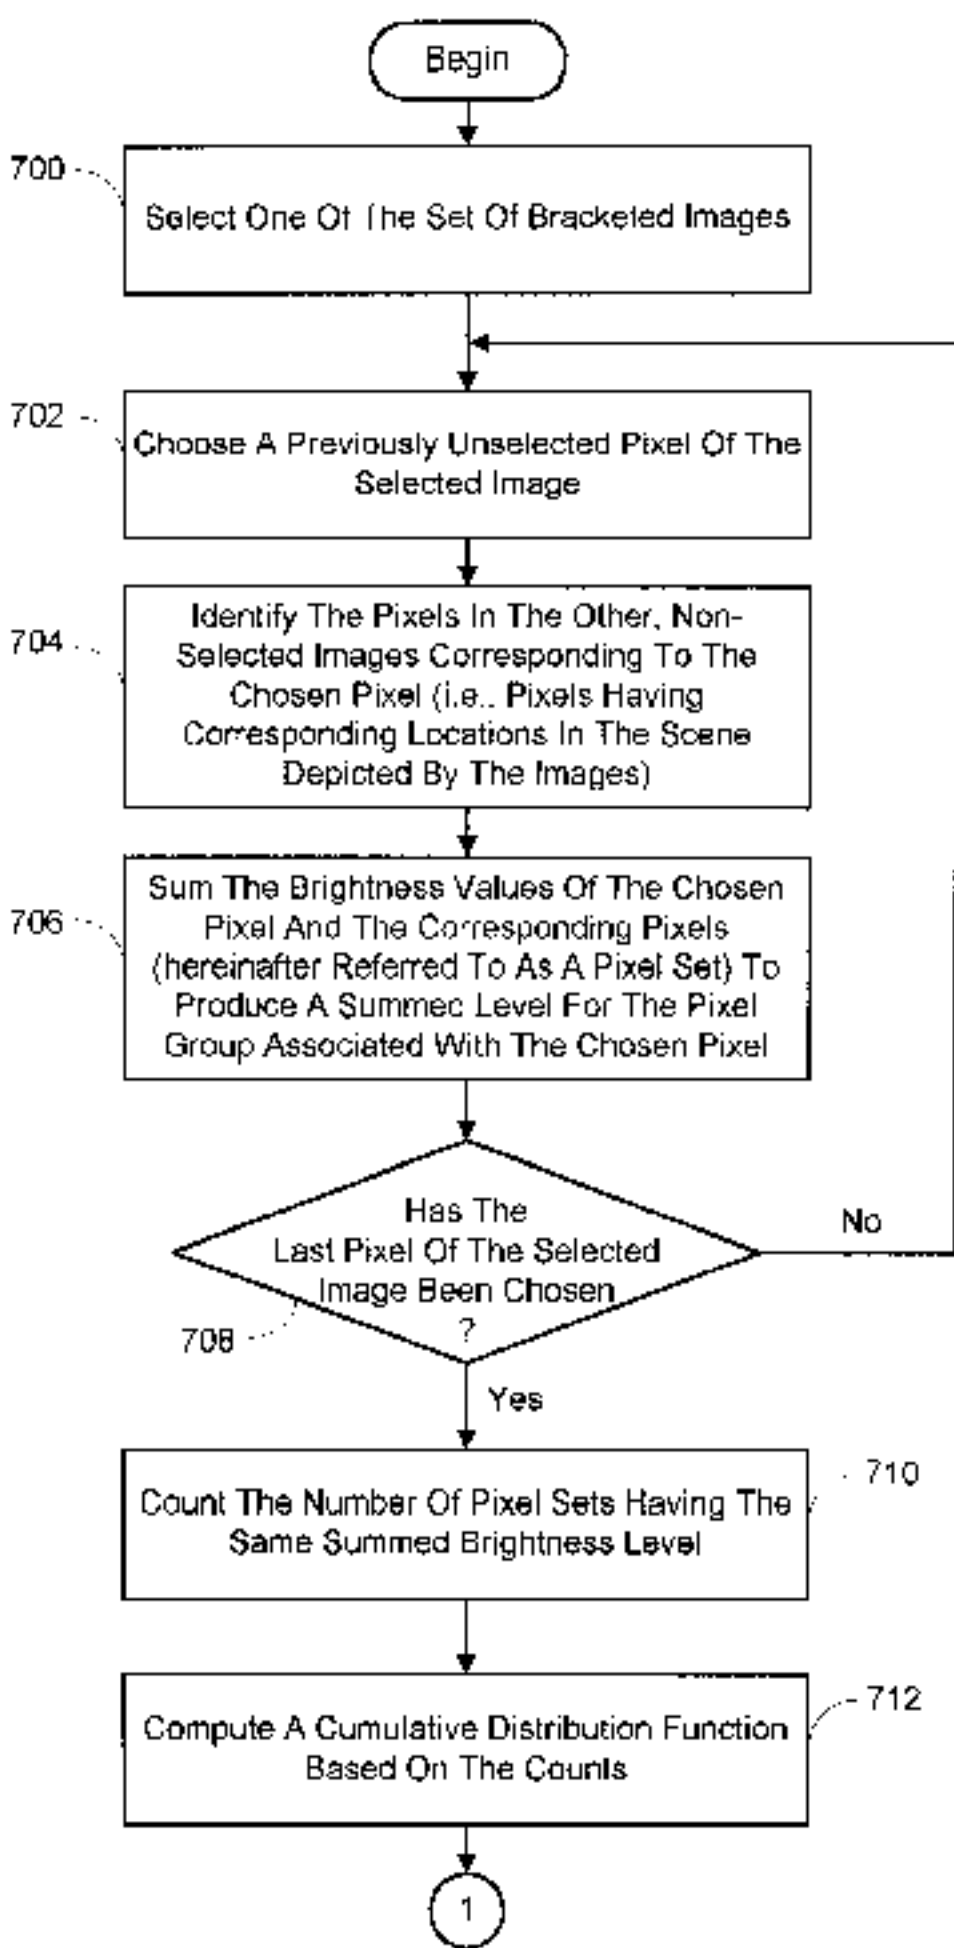 Begin
700
Select One Of The Set Of Bracketed Images
702
Choose A Previously Unselected Pixel Of The
Selected Image
704
Identify The Pixels In The Other, Non-
Selected Images Corresponding To The
Chosen Pixel (i.e., Pixels Having
Corresponding Locations In The Scene
Depicted By The Images)
706
Sum The Brightness Values Of The Chosen
Pixel And The Corresponding Pixels
(hereinafter Referred To As A Pixel Set) To
Produce A Summed Level For The Pixel
Group Associated With The Chosen Pixel
Has The
Last Pixel Of The Selected
Image Been Chosen
?
708
No
Yes
710
Count The Number Of Pixel Sets Having The
Same Summed Brightness Level
712
Compute A Cumulative Distribution Function
Based On The Counts
1